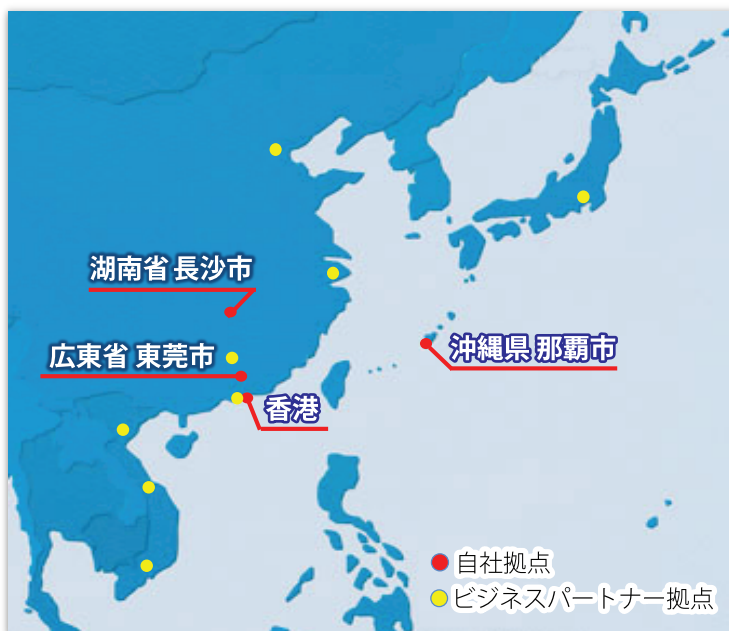 湖南省 長沙市
広東省 東莞市
沖縄県 那覇市
香港
自社拠点
ビジネスパートナー拠点